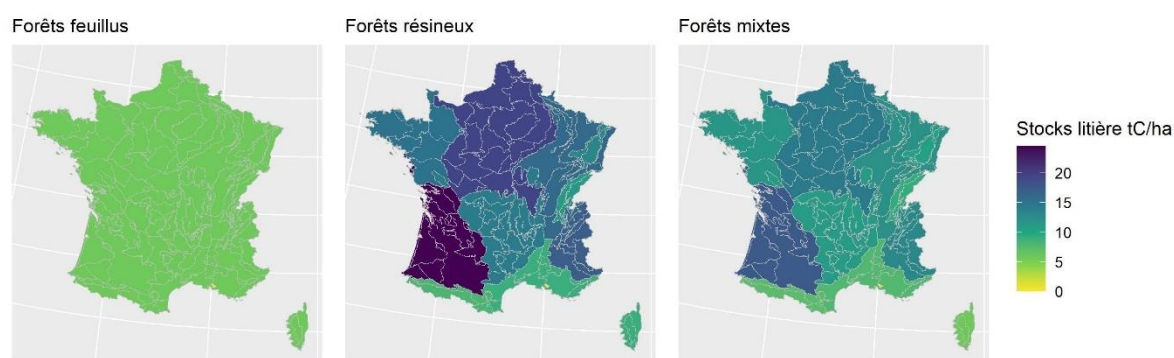 Forêts feuillus
Forêts résineux
Forêts mixtes
Stocks litière tC/ha
20
15
10
5
0